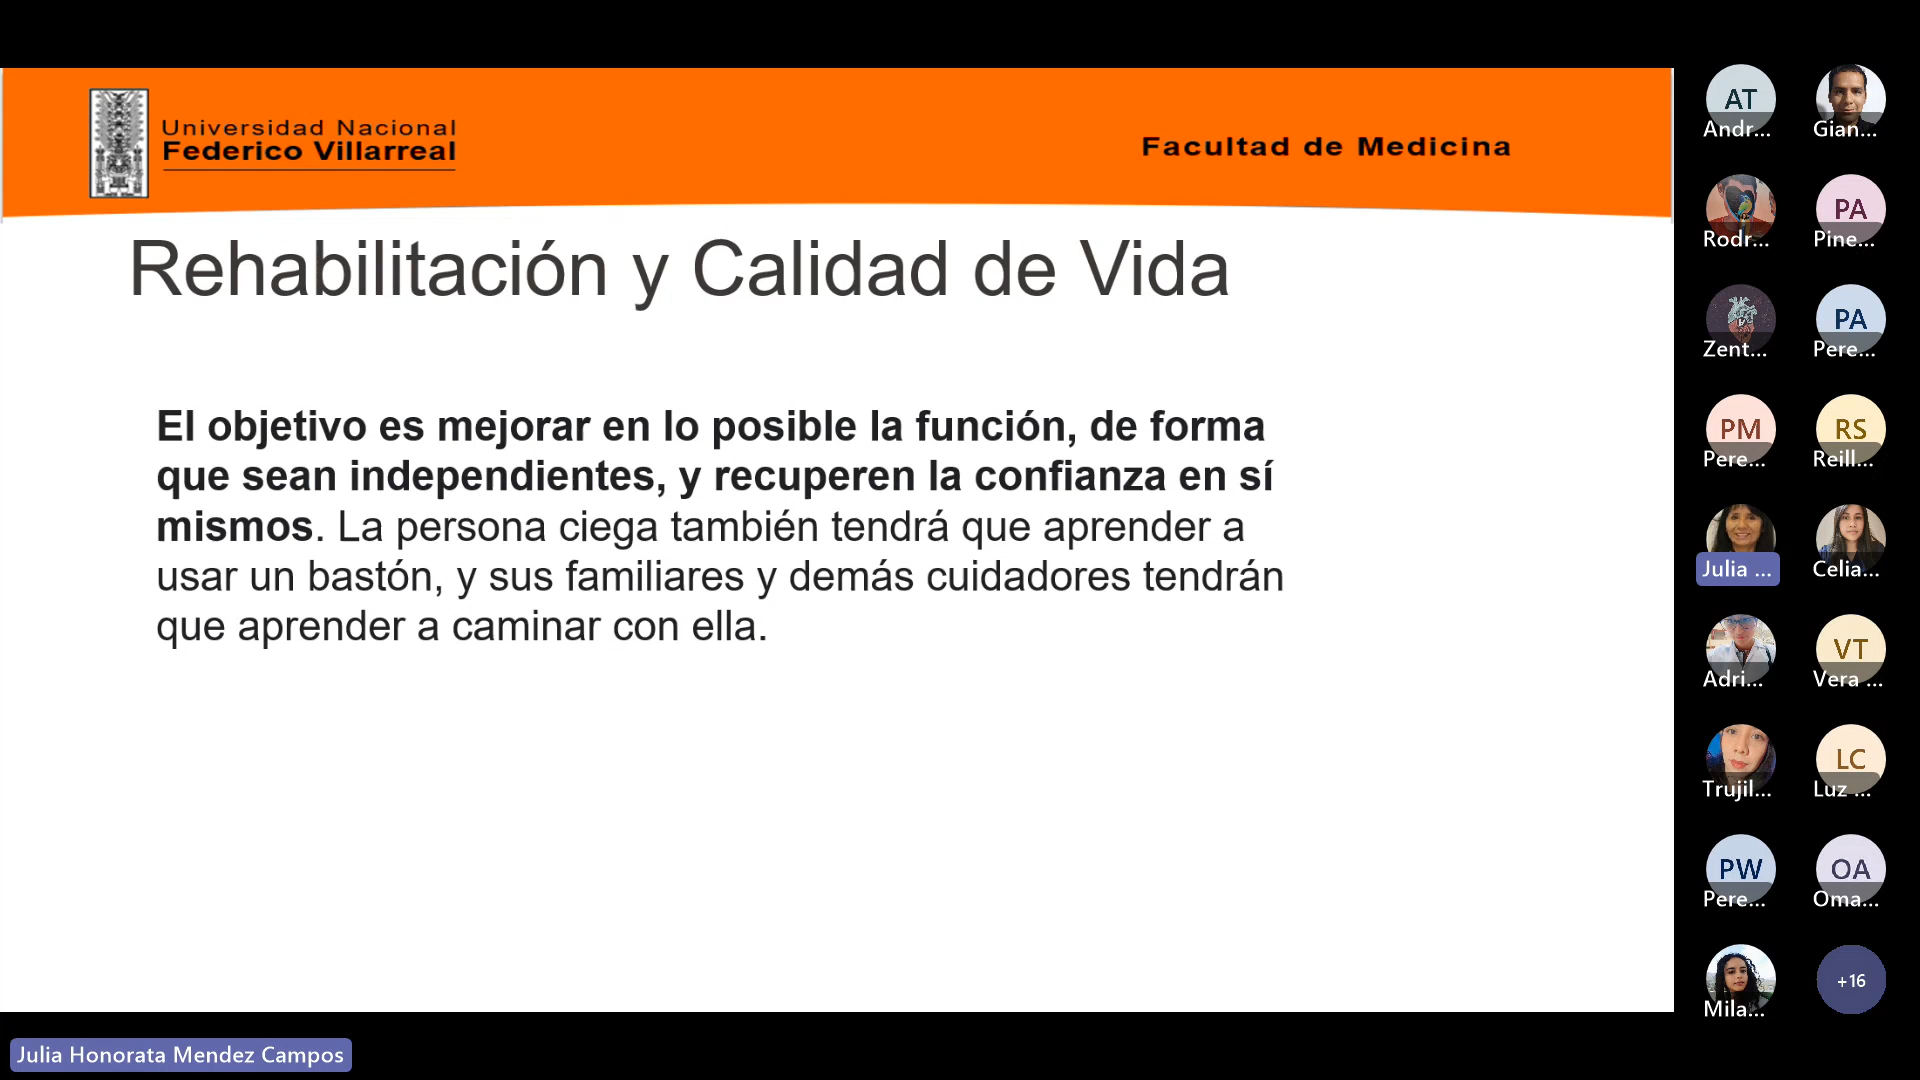 Universidad Nacional
Federico Villarreal
Facultad de Medicina
Rehabilitación y Calidad de Vida
El objetivo es mejorar en lo posible la función, de forma
que sean independientes, y recuperen la confianza en sí
mismos. La persona ciega también tendrá que aprender a
usar un bastón, y sus familiares y demás cuidadores tendrán
que aprender a caminar con ella.
AT
Andr...
Gian...
Rodr...
PA
Pine...
Zent...
PA
Pere...
PM
Pere...
RS
Reill...
Julia ...
Celia...
Adri...
VT
Vera ...
Trujil...
LC
Luz ...
PW
Pere...
OA
Oma...
Mila...
+16
Julia Honorata Mendez Campos